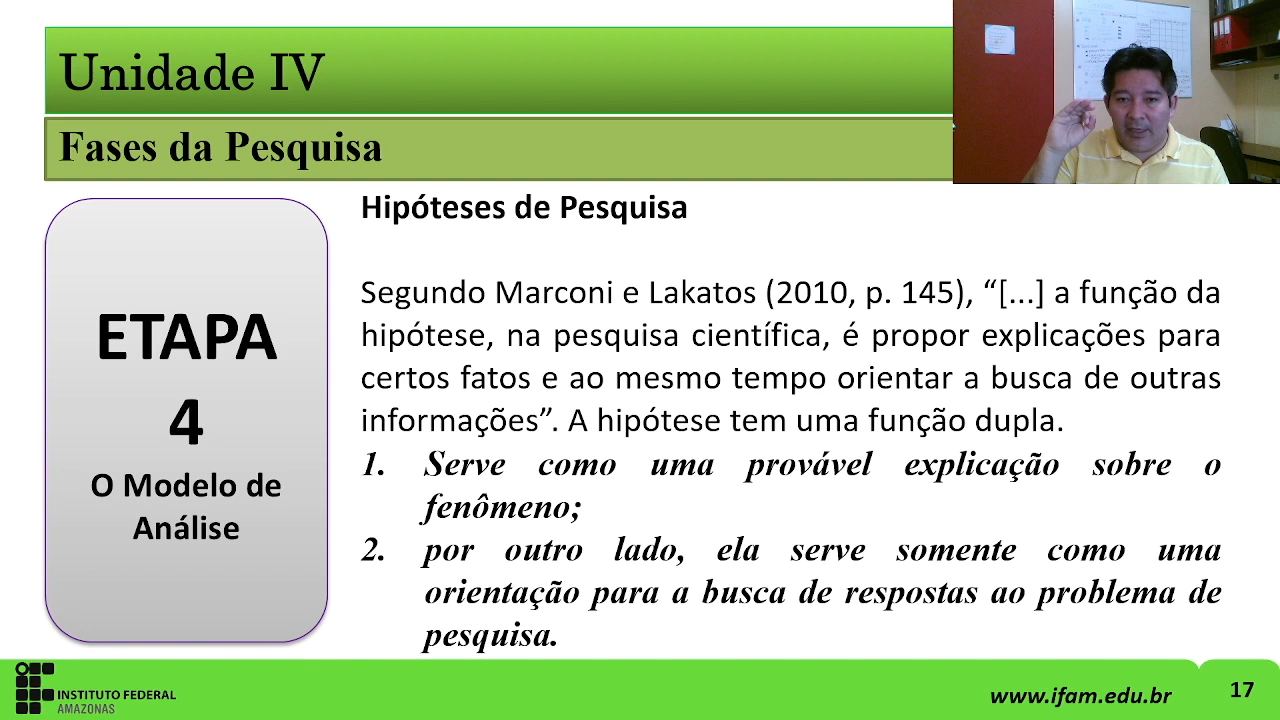 Unidade IV
Fases da Pesquisa
ETAPA
4
O Modelo de
Análise
Hipóteses de Pesquisa
Segundo Marconi e Lakatos (2010, p. 145), “[...] a função da
hipótese, na pesquisa científica, é propor explicações para
certos fatos e ao mesmo tempo orientar a busca de outras
informações”. A hipótese tem uma função dupla.
1. Serve como uma provável explicação sobre o
fenômeno;
2. por outro lado, ela serve somente como uma
orientação para a busca de respostas ao problema de
pesquisa.
INSTITUTO FEDERAL
AMAZONAS
www.ifam.edu.br
17